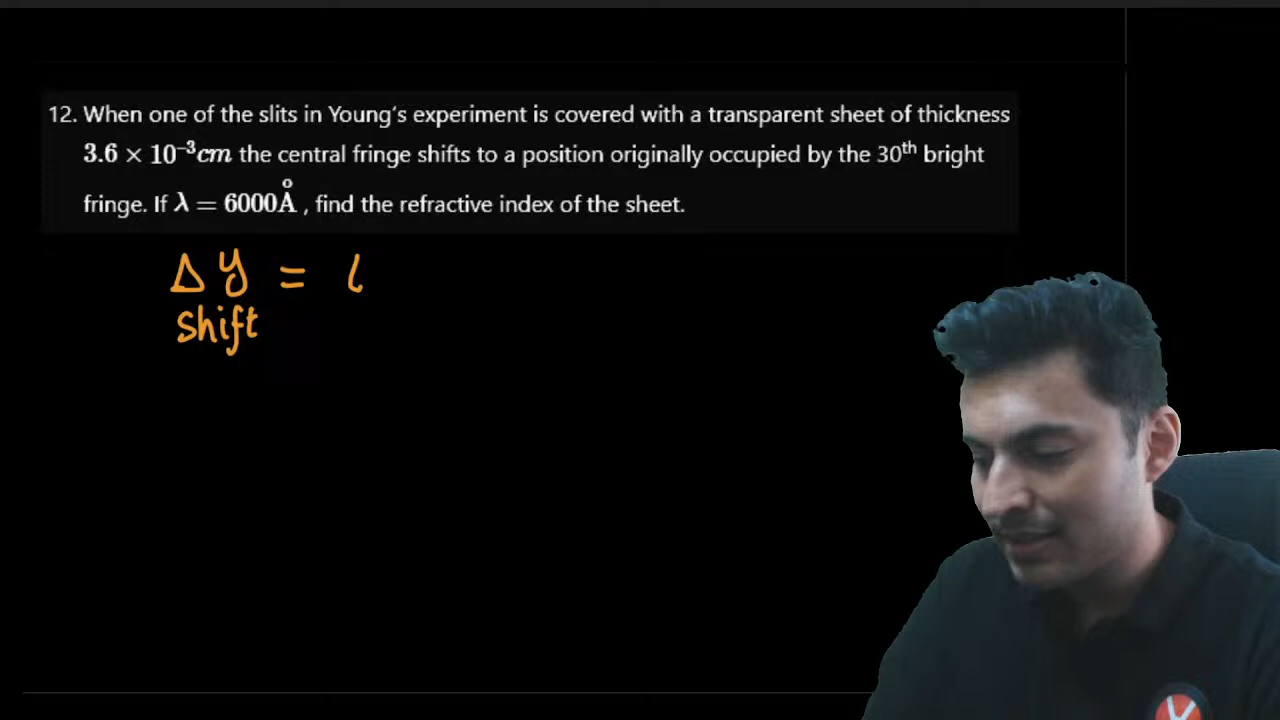 12. When one of the slits in Young's experiment is covered with a transparent sheet of thickness
3.6 × 10⁻³cm the central fringe shifts to a position originally occupied by the 30ᵗʰ bright
fringe. If λ = 6000Å , find the refractive index of the sheet.
Δ y = (
shift